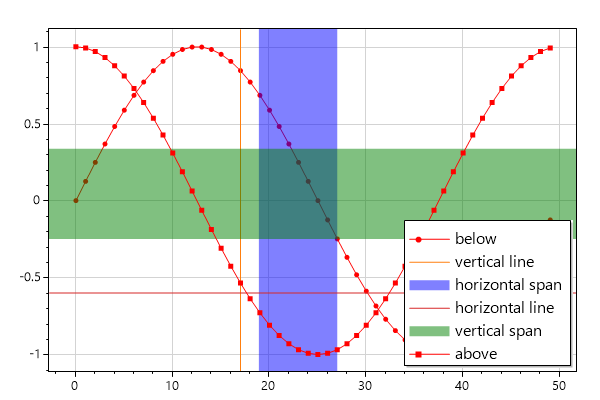 1
0.5
0
-0.5
-1
0
10
20
30
40
50
below
vertical line
horizontal span
horizontal line
vertical span
above